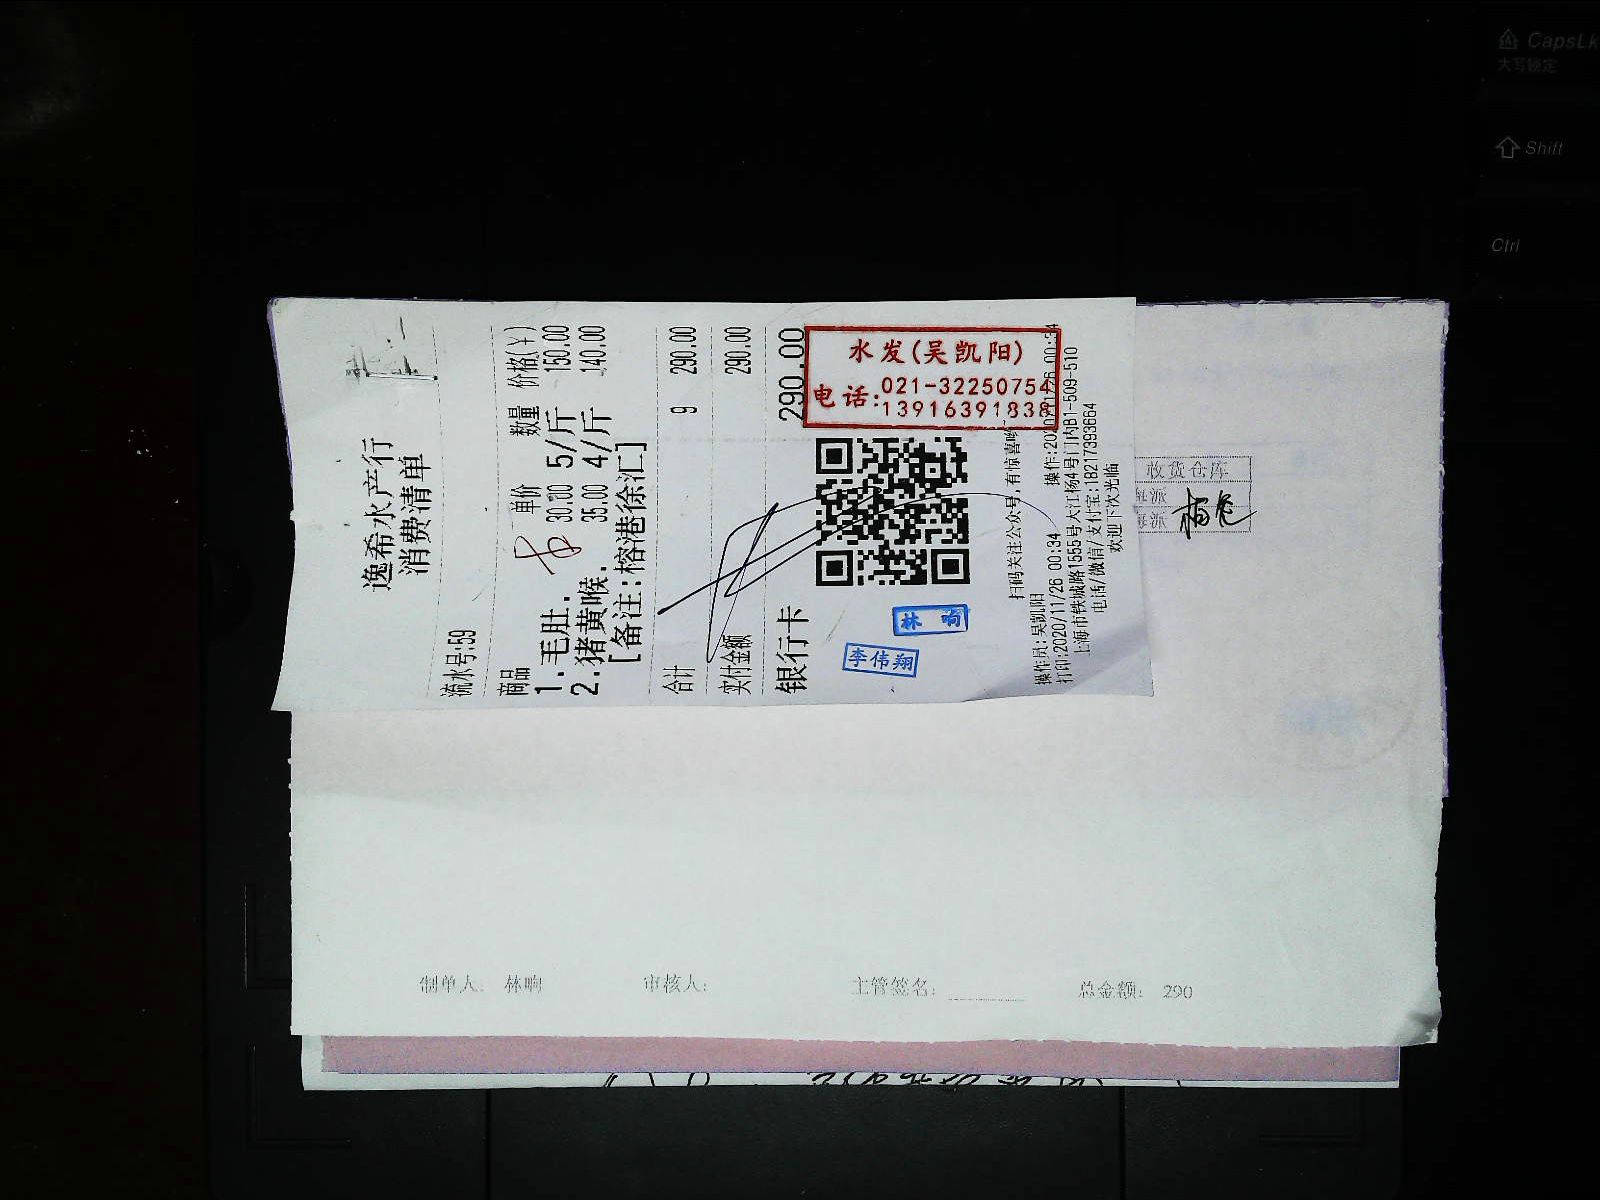 逸希水产行
消费清单
流水号:59
商品 单价 数量 价格(¥)
1.毛肚. 30.00 5/斤 150.00
2.猪黄喉. 35.00 4/斤 140.00
[备注:榕港徐汇]
合计 9 290.00
实付金额 290.00
银行卡 290.00
水发(吴凯阳)
电话:021-32250754
13916391838
林晌
李伟翔
扫码关注公众号,有惊喜哟
操作员:吴凯阳
打印:2020/11/26 00:34
上海市铁城路1555号大江杨4号门内B1-509-510
电话/微信/支付宝:18217393664
欢迎下次光临
收货仓库
制单人: 林晌 审核人: 主管签名: 总金额: 290
CapsLk
大写锁定
Shift
Ctrl